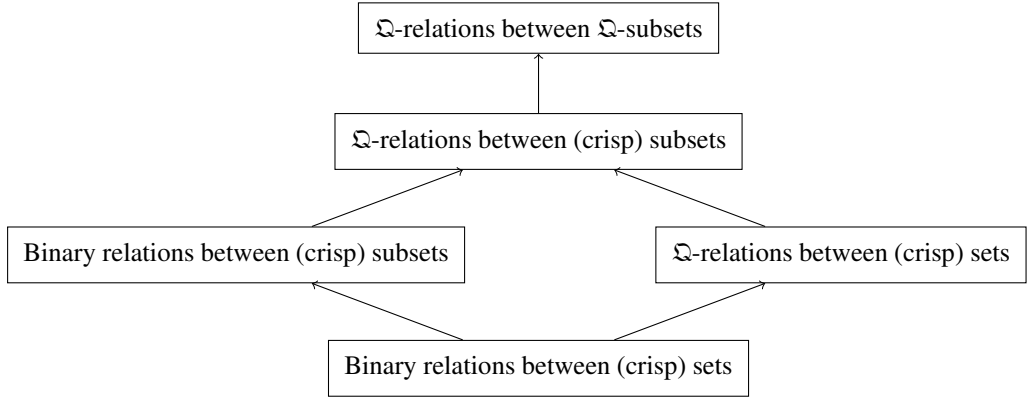 𝔔-relations between 𝔔-subsets
𝔔-relations between (crisp) subsets
Binary relations between (crisp) subsets
𝔔-relations between (crisp) sets
Binary relations between (crisp) sets